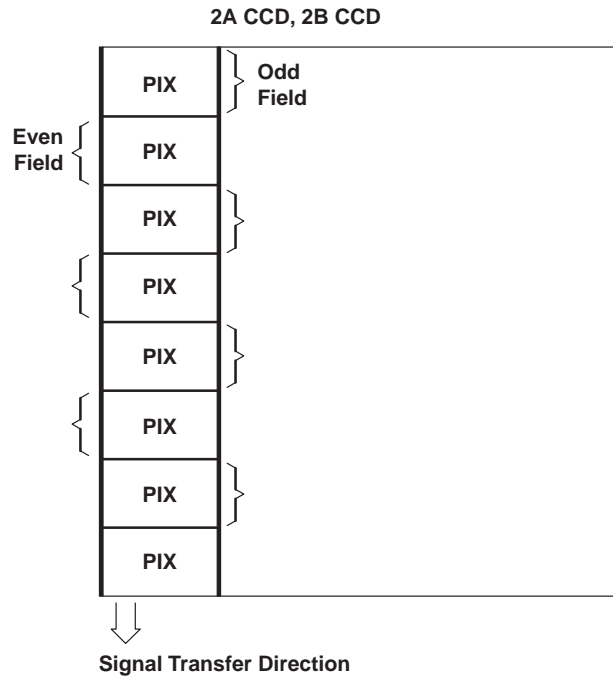 2A CCD, 2B CCD
PIX
Odd
Field
Even
Field
PIX
PIX
PIX
PIX
PIX
PIX
PIX
Signal Transfer Direction